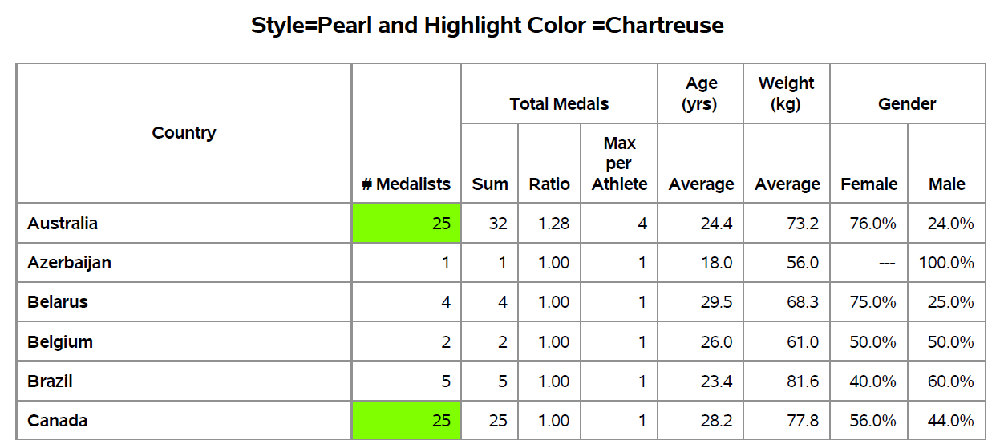 Style=Pearl and Highlight Color =Chartreuse
Country # Medalists Total Medals Age (yrs) Weight (kg) Gender
Sum Ratio Max per Athlete Average Average Female Male
Australia 25 32 1.28 4 24.4 73.2 76.0% 24.0%
Azerbaijan 1 1 1.00 1 18.0 56.0 --- 100.0%
Belarus 4 4 1.00 1 29.5 68.3 75.0% 25.0%
Belgium 2 2 1.00 1 26.0 61.0 50.0% 50.0%
Brazil 5 5 1.00 1 23.4 81.6 40.0% 60.0%
Canada 25 25 1.00 1 28.2 77.8 56.0% 44.0%